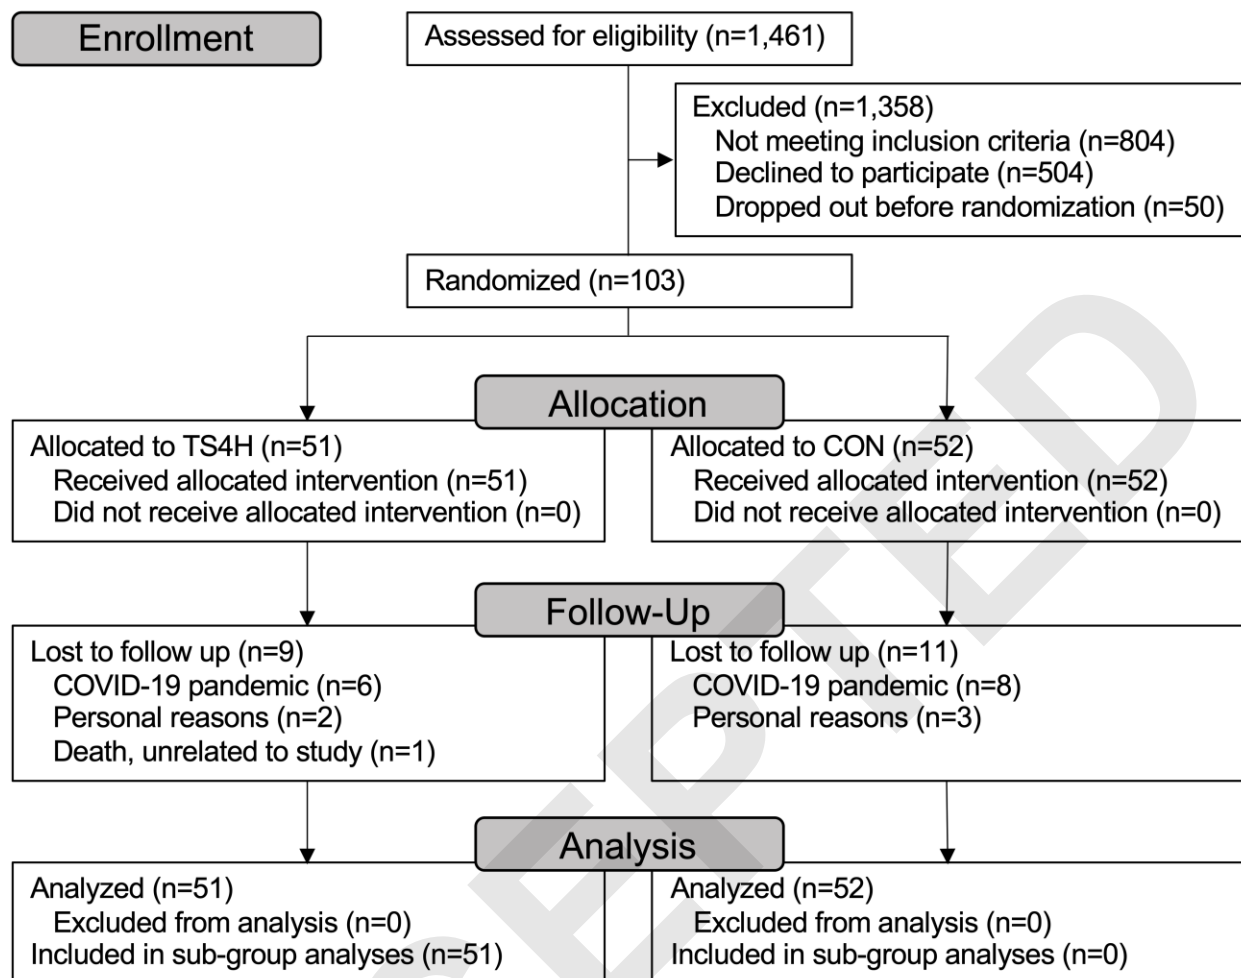 Enrollment
Assessed for eligibility (n=1,461)
Excluded (n=1,358)
Not meeting inclusion criteria (n=804)
Declined to participate (n=504)
Dropped out before randomization (n=50)
Randomized (n=103)
Allocation
Allocated to TS4H (n=51)
Received allocated intervention (n=51)
Did not receive allocated intervention (n=0)
Allocated to CON (n=52)
Received allocated intervention (n=52)
Did not receive allocated intervention (n=0)
Follow-Up
Lost to follow up (n=9)
COVID-19 pandemic (n=6)
Personal reasons (n=2)
Death, unrelated to study (n=1)
Lost to follow up (n=11)
COVID-19 pandemic (n=8)
Personal reasons (n=3)
Analysis
Analyzed (n=51)
Excluded from analysis (n=0)
Included in sub-group analyses (n=51)
Analyzed (n=52)
Excluded from analysis (n=0)
Included in sub-group analyses (n=0)
CEPTED